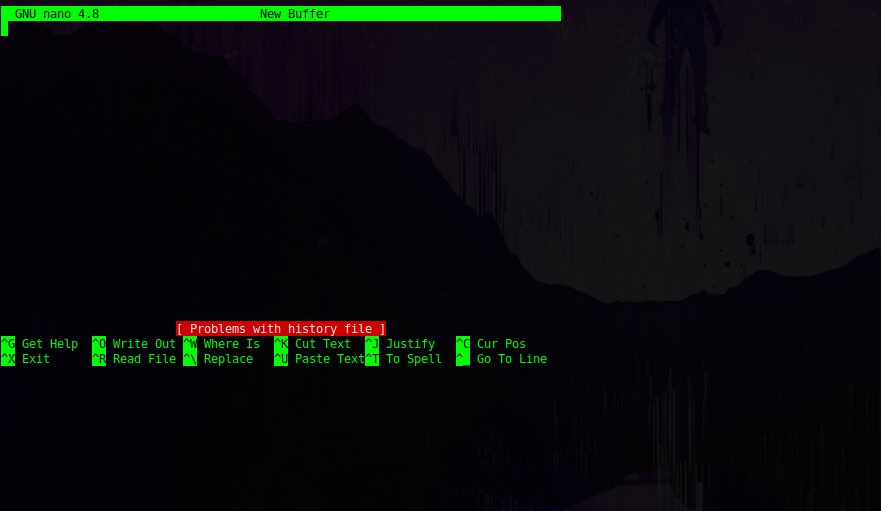 GNU nano 4.8 New Buffer
[ Problems with history file ]
^G Get Help ^O Write Out ^W Where Is ^K Cut Text ^J Justify ^C Cur Pos
^X Exit ^R Read File ^\ Replace ^U Paste Text ^T To Spell ^_ Go To Line